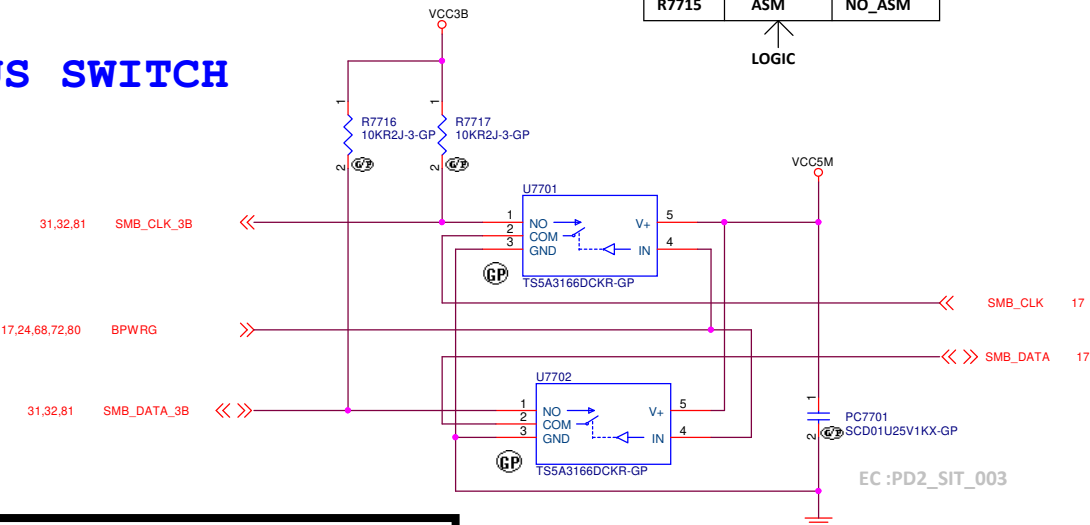 R7715 ASM NO_ASM
LOGIC
VCC3B
US SWITCH
1 1
R7716 R7717
10KR2J-3-GP 10KR2J-3-GP
2 G/P 2 G/P
VCC5M
U7701
31,32,81 SMB_CLK_3B
1 NO V+ 5
2 COM
3 GND IN 4
GP
TS5A3166DCKR-GP
SMB_CLK 17
17,24,68,72,80 BPWRG
SMB_DATA 17
U7702
31,32,81 SMB_DATA_3B
1 NO V+ 5
2 COM
3 GND IN 4
GP
TS5A3166DCKR-GP
1
PC7701
2 G/P SCD01U25V1KX-GP
EC :PD2_SIT_003